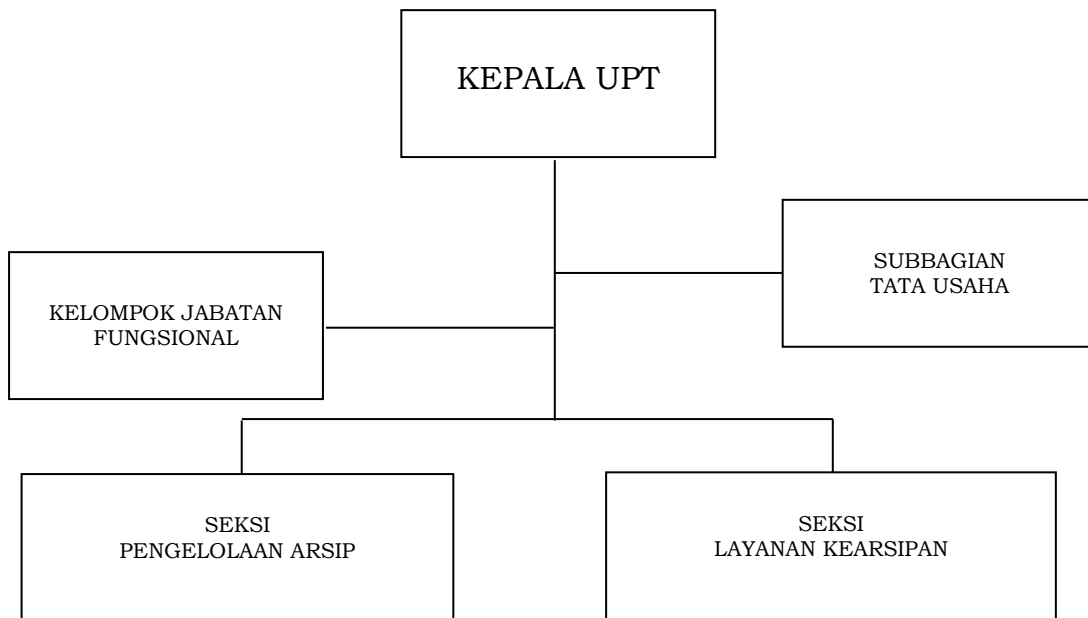 KEPALA UPT
SUBBAGIAN
TATA USAHA
KELOMPOK JABATAN
FUNGSIONAL
SEKSI
PENGELOLAAN ARSIP
SEKSI
LAYANAN KEARSIPAN